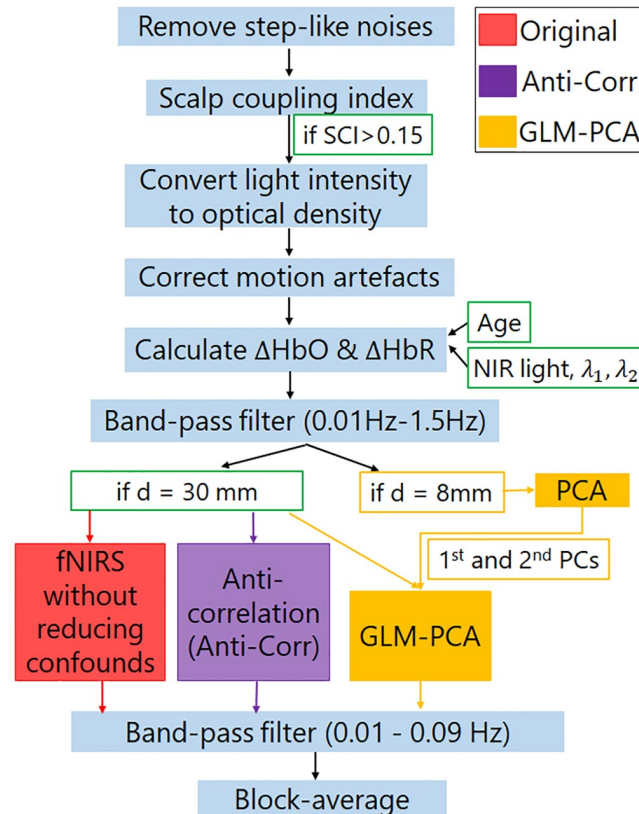 Remove step-like noises
Original
Anti-Corr
GLM-PCA
Scalp coupling index
if SCI>0.15
Convert light intensity
to optical density
Correct motion artefacts
Age
Calculate ΔHbO & ΔHbR
NIR light, λ₁, λ₂
Band-pass filter (0.01Hz-1.5Hz)
if d = 30 mm
if d = 8mm
PCA
1st and 2nd PCs
fNIRS
without
reducing
confounds
Anti-
correlation
(Anti-Corr)
GLM-PCA
Band-pass filter (0.01 - 0.09 Hz)
Block-average